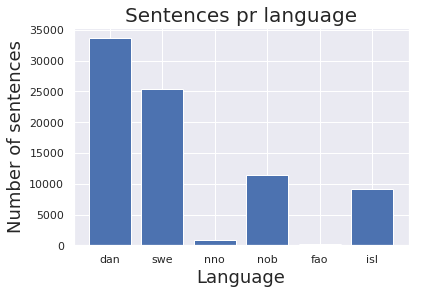 Sentences pr language
Number of sentences
35000
30000
25000
20000
15000
10000
5000
0
dan swe nno nob fao isl
Language